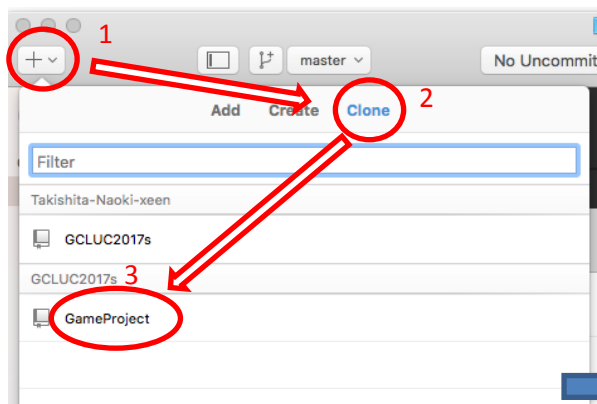 1
+ master No Uncommit
Add Create Clone 2
Filter
Takishita-Naoki-xeen
GCLUC2017s
GCLUC2017s 3
GameProject